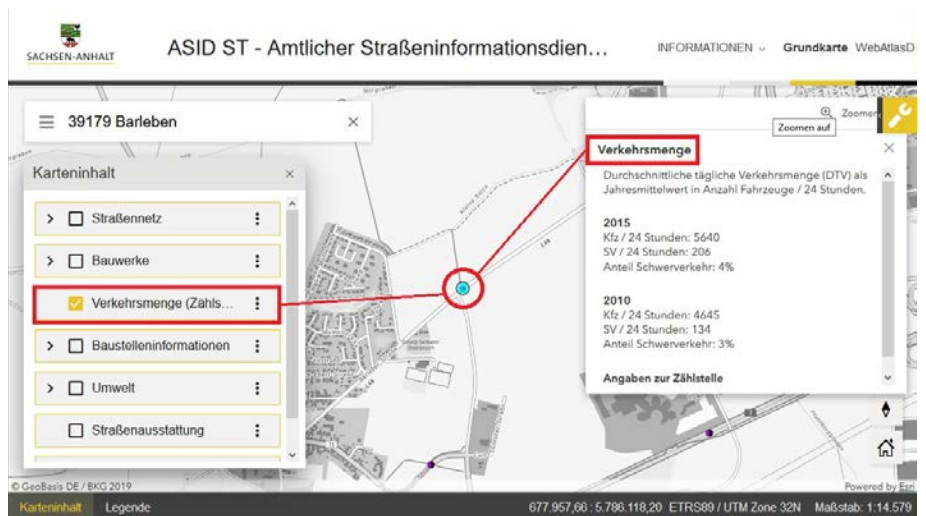 SACHSEN-ANHALT
ASID ST - Amtlicher Straßeninformationsdien...
INFORMATIONEN
Grundkarte WebAtlasD
39179 Barleben
Zoomen
Zoomen auf
Karteninhalt
Straßennetz
Bauwerke
Verkehrsmenge (Zähls...
Baustelleninformationen
Umwelt
Straßenausstattung
Verkehrsmenge
Durchschnittliche tägliche Verkehrsmenge (DTV) als
Jahresmittelwert in Anzahl Fahrzeuge / 24 Stunden.
2015
Kfz / 24 Stunden: 5640
SV / 24 Stunden: 206
Anteil Schwerverkehr: 4%
2010
Kfz / 24 Stunden: 4645
SV / 24 Stunden: 134
Anteil Schwerverkehr: 3%
Angaben zur Zählstelle
© GeoBasis-DE / BKG 2019
Powered by Esri
Karteninhalt
Legende
677.957,66 : 5.786.118,20 ETRS89 / UTM Zone 32N Maßstab: 1:14.579